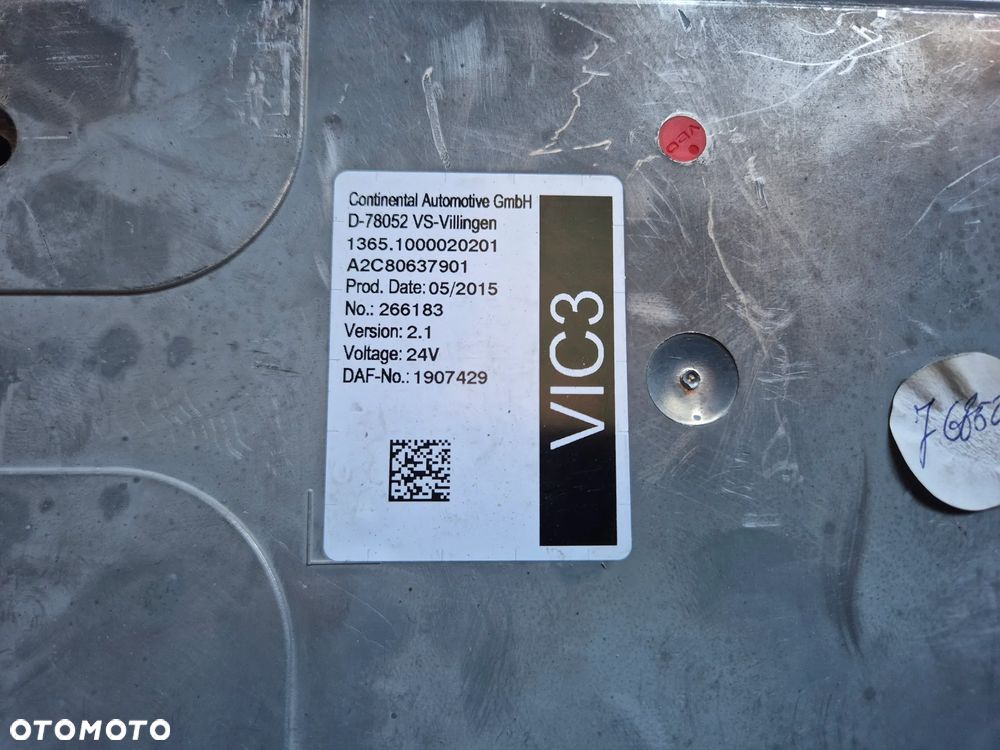 Continental Automotive GmbH
D-78052 VS-Villingen
1365.1000020201
A2C80637901
Prod. Date: 05/2015
No.: 266183
Version: 2.1
Voltage: 24V
DAF-No.: 1907429
VIC3
OTOMOTO